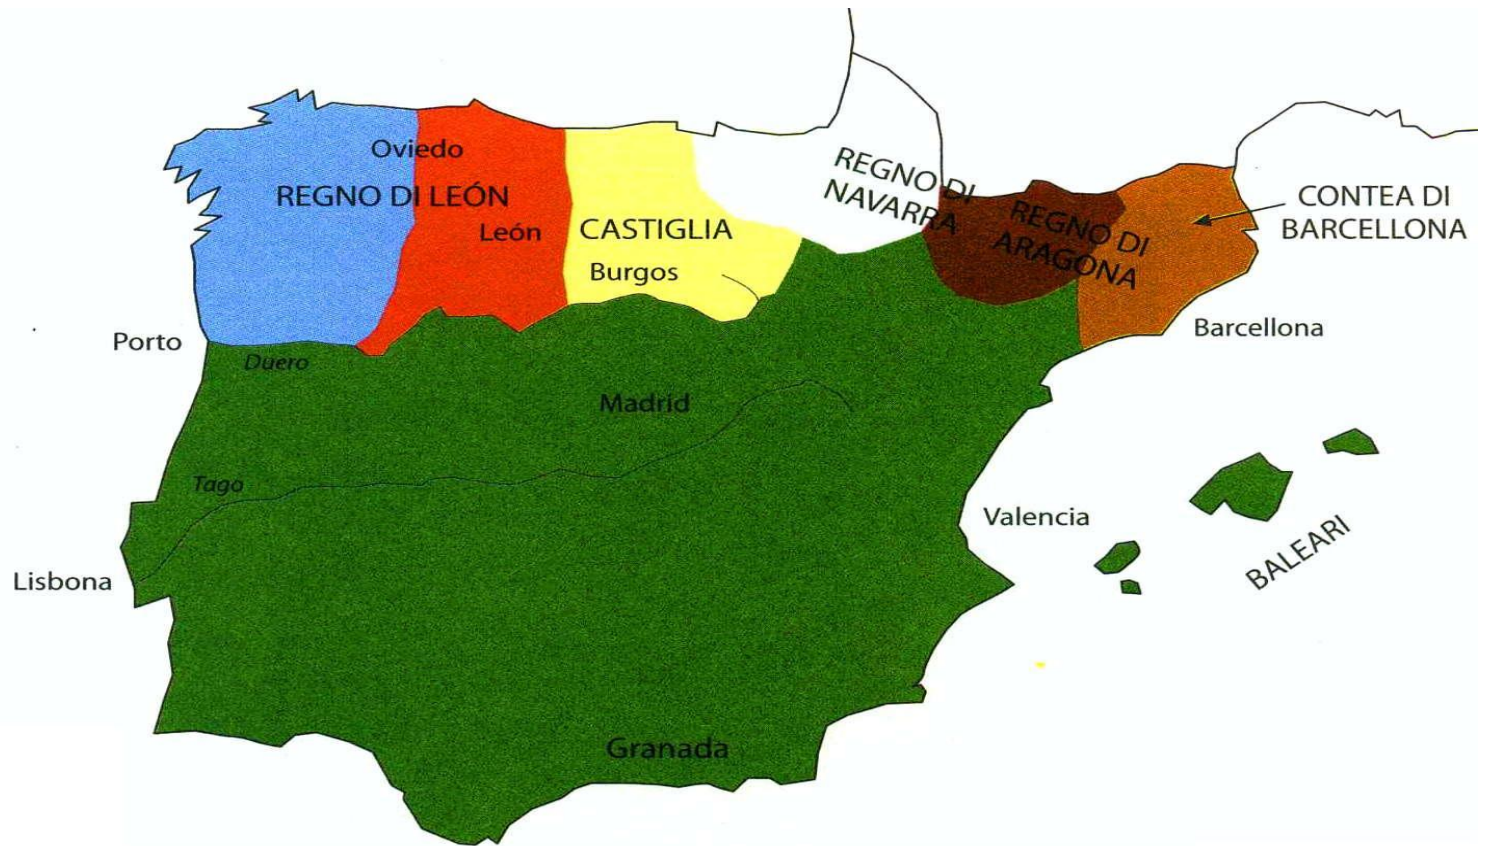 Oviedo
REGNO DI LEÓN
León
CASTIGLIA
Burgos
REGNO DI
NAVARRA
REGNO DI
ARAGONA
CONTEA DI
BARCELLONA
Barcellona
Porto
Duero
Madrid
Tago
Lisbona
Valencia
BALEARI
Granada